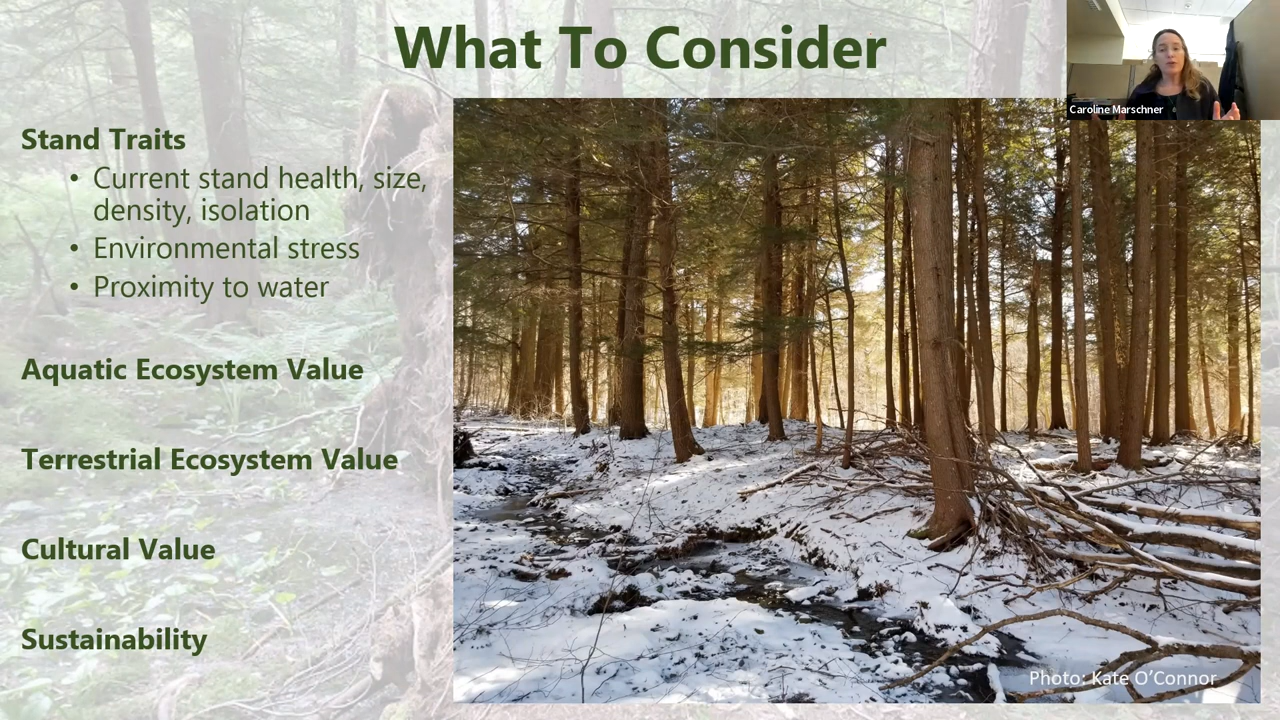 What To Consider
Caroline Marschner
Stand Traits
• Current stand health, size,
density, isolation
• Environmental stress
• Proximity to water
Aquatic Ecosystem Value
Terrestrial Ecosystem Value
Cultural Value
Sustainability
Photo: Kate O’Connor